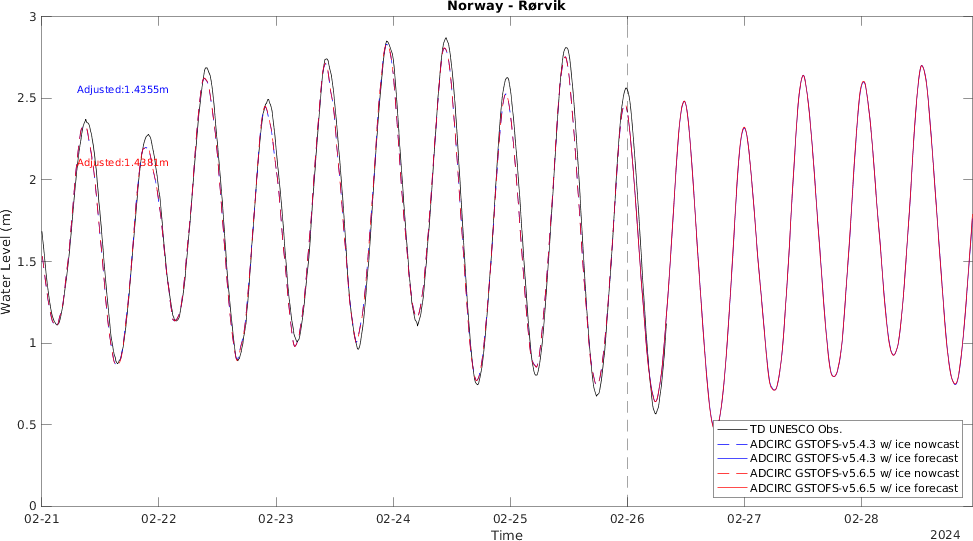 Norway - Rørvik
3
2.5
2
1.5
1
0.5
0
Water Level (m)
Adjusted:1.4355m
Adjusted:1.4381m
02-21
02-22
02-23
02-24
02-25
02-26
02-27
02-28
Time
2024
TD UNESCO Obs.
ADCIRC GSTOFS-v5.4.3 w/ ice nowcast
ADCIRC GSTOFS-v5.4.3 w/ ice forecast
ADCIRC GSTOFS-v5.6.5 w/ ice nowcast
ADCIRC GSTOFS-v5.6.5 w/ ice forecast